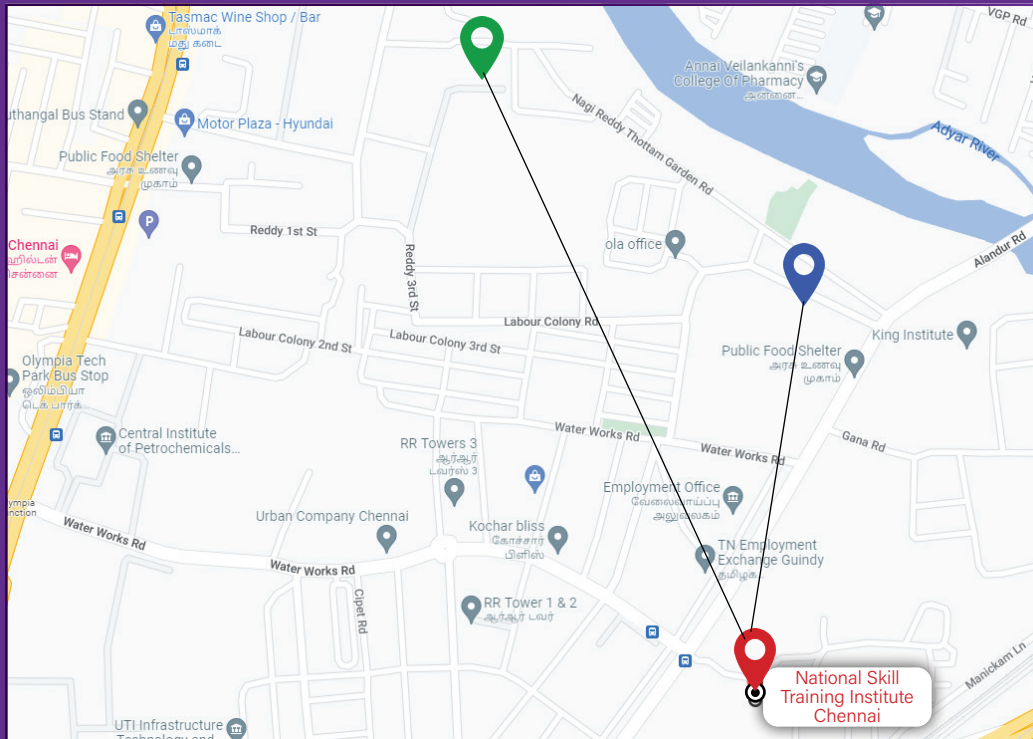 Tasmac Wine Shop / Bar
டாஸ்மாக்
மது கடை
VGP Rd
Annai Veilankanni's
College Of Pharmacy
அன்னை...
uthangal Bus Stand
Motor Plaza - Hyundai
Nagi Reddy Thottam Garden Rd
Adyar River
Public Food Shelter
அரசு உணவு
முகாம்
P
Reddy 1st St
Chennai
ஹில்டன்
சென்னை
Reddy 3rd St
ola office
Alandur Rd
Labour Colony Rd
Labour Colony 2nd St
Labour Colony 3rd St
King Institute
Public Food Shelter
அரசு உணவு
முகாம்
Olympia Tech
Park Bus Stop
ஒலிம்பியா
டெக் பார்க்...
Central Institute
of Petrochemicals...
Water Works Rd
Water Works Rd
Gana Rd
RR Towers 3
ஆர்ஆர்
டவர்ஸ் 3
Employment Office
வேலைவாய்ப்பு
அலுவலகம்
ympia
nction
Water Works Rd
Urban Company Chennai
Kochar bliss
கோச்சார்
பிளிஸ்
TN Employment
Exchange Guindy
தமிழக...
Water Works Rd
Cipet Rd
RR Tower 1 & 2
ஆர்ஆர் டவர்
Manickam Ln
National Skill
Training Institute
Chennai
UTI Infrastructure
Technology and